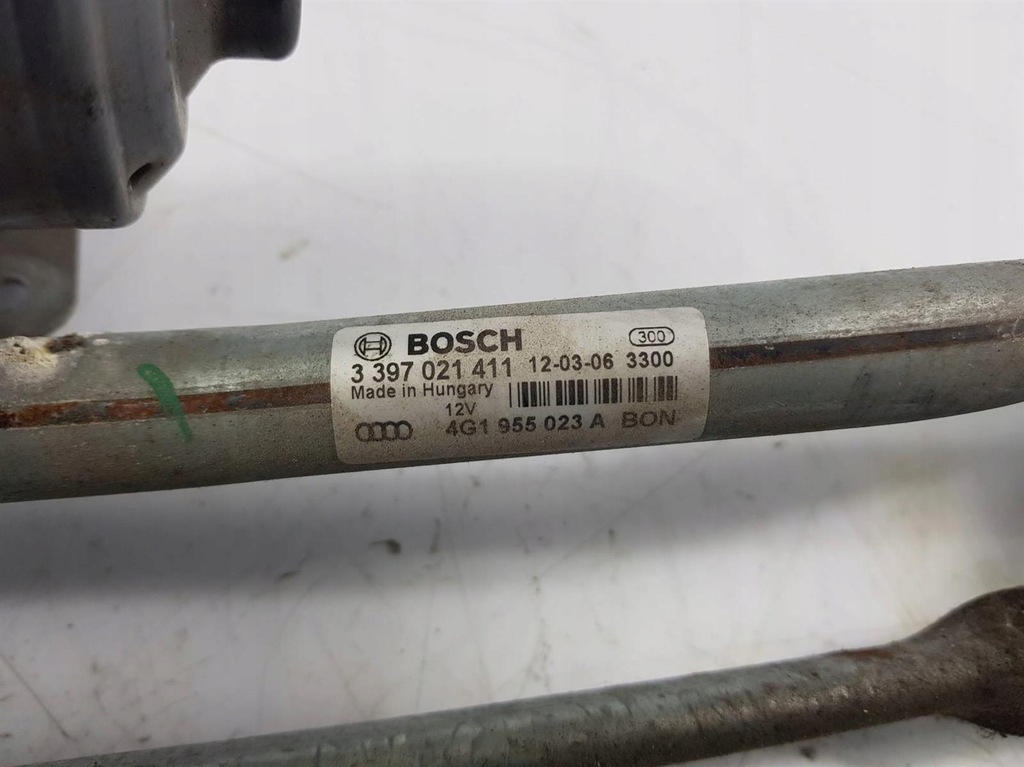 BOSCH 300
3 397 021 411 12-03-06 3300
Made in Hungary
12V
4G1 955 023 A BON